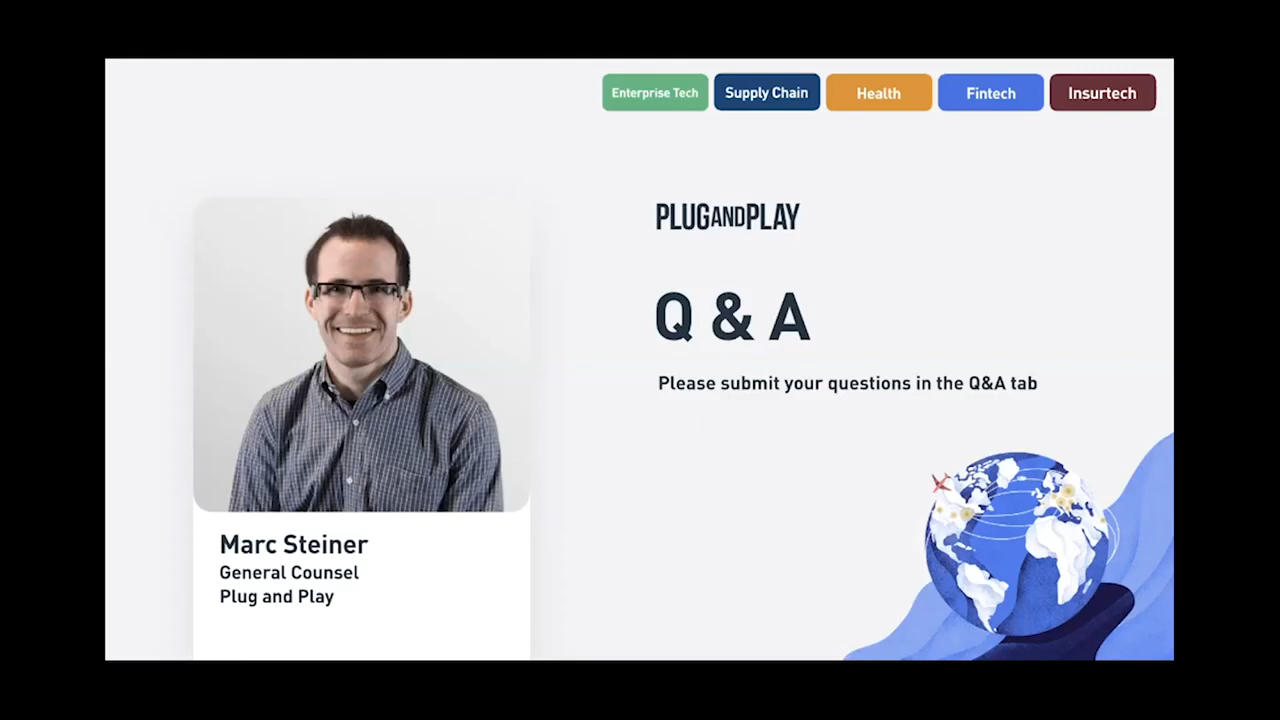 Enterprise Tech
Supply Chain
Health
Fintech
Insurtech
PLUGANDPLAY
Q & A
Please submit your questions in the Q&A tab
Marc Steiner
General Counsel
Plug and Play